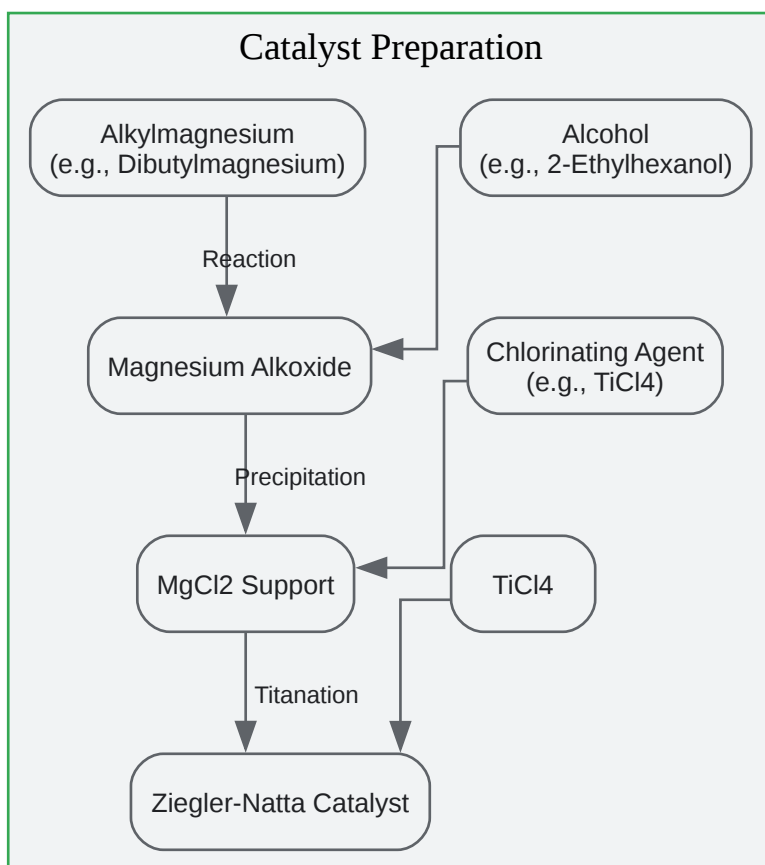 Catalyst Preparation
Alkylmagnesium
(e.g., Dibutylmagnesium)
Alcohol
(e.g., 2-Ethylhexanol)
Reaction
Magnesium Alkoxide
Chlorinating Agent
(e.g., TiCl4)
Precipitation
MgCl2 Support
TiCl4
Titanation
Ziegler-Natta Catalyst